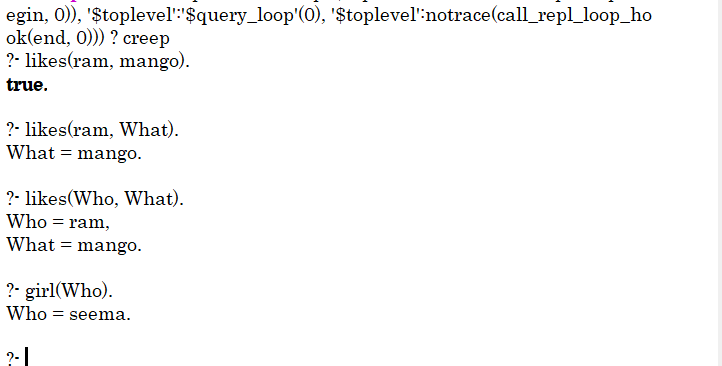 egin, 0)), '$toplevel':'$query_loop'(0), '$toplevel':notrace(call_repl_loop_ho
ok(end, 0))) ? creep
?- likes(ram, mango).
true.
?- likes(ram, What).
What = mango.
?- likes(Who, What).
Who = ram,
What = mango.
?- girl(Who).
Who = seema.
?-